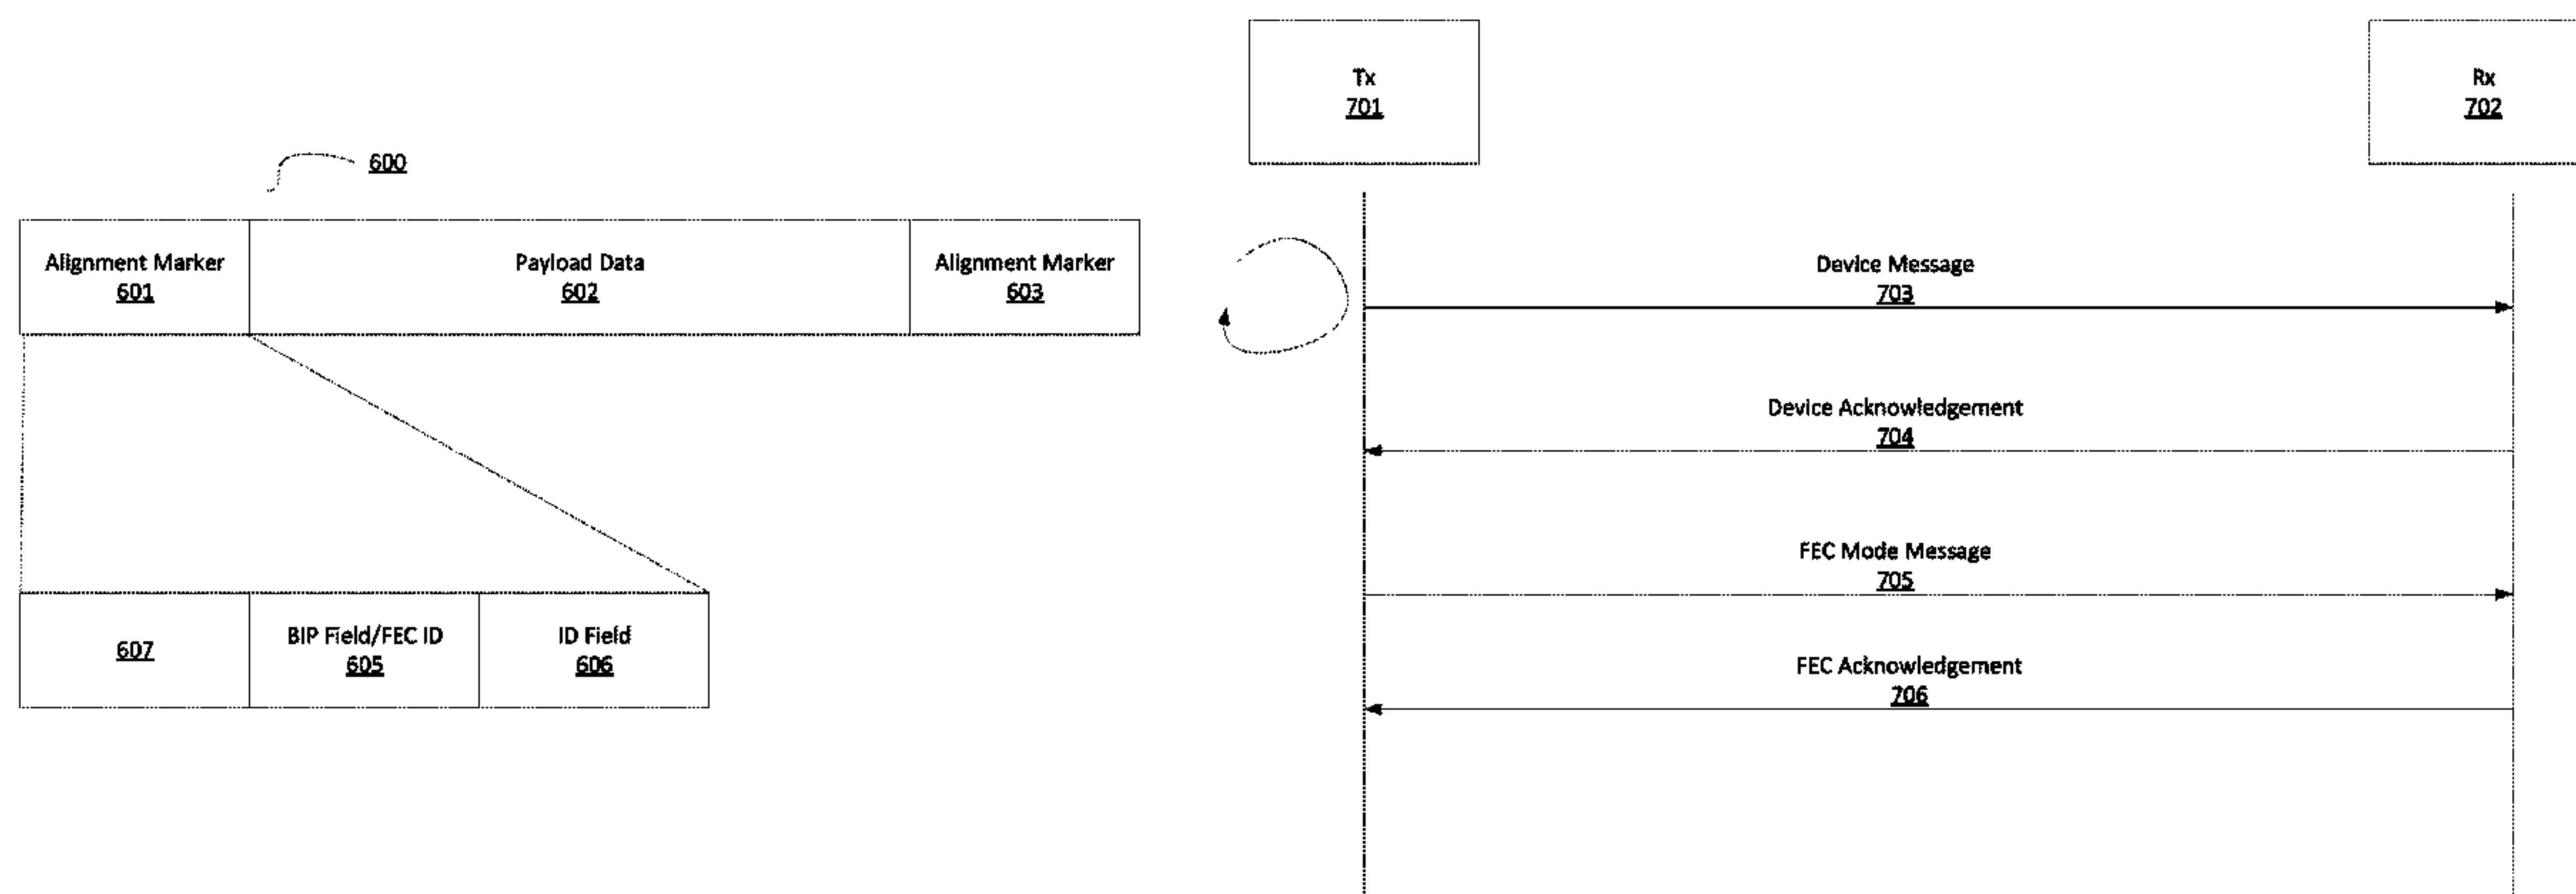 600
Alignment Marker
601
Payload Data
602
Alignment Marker
603
607
BIP Field/FEC ID
605
ID Field
606
Tx
701
Rx
702
Device Message
703
Device Acknowledgement
704
FEC Mode Message
705
FEC Acknowledgement
706